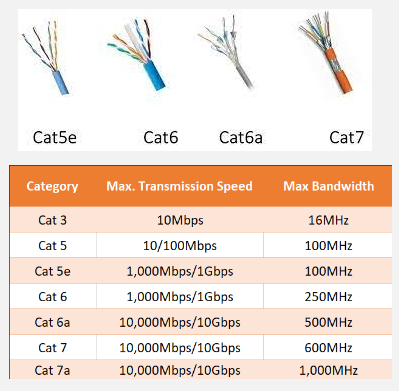 Cat5e Cat6 Cat6a Cat7
Category Max. Transmission Speed Max Bandwidth
Cat 3 10Mbps 16MHz
Cat 5 10/100Mbps 100MHz
Cat 5e 1,000Mbps/1Gbps 100MHz
Cat 6 1,000Mbps/1Gbps 250MHz
Cat 6a 10,000Mbps/10Gbps 500MHz
Cat 7 10,000Mbps/10Gbps 600MHz
Cat 7a 10,000Mbps/10Gbps 1,000MHz